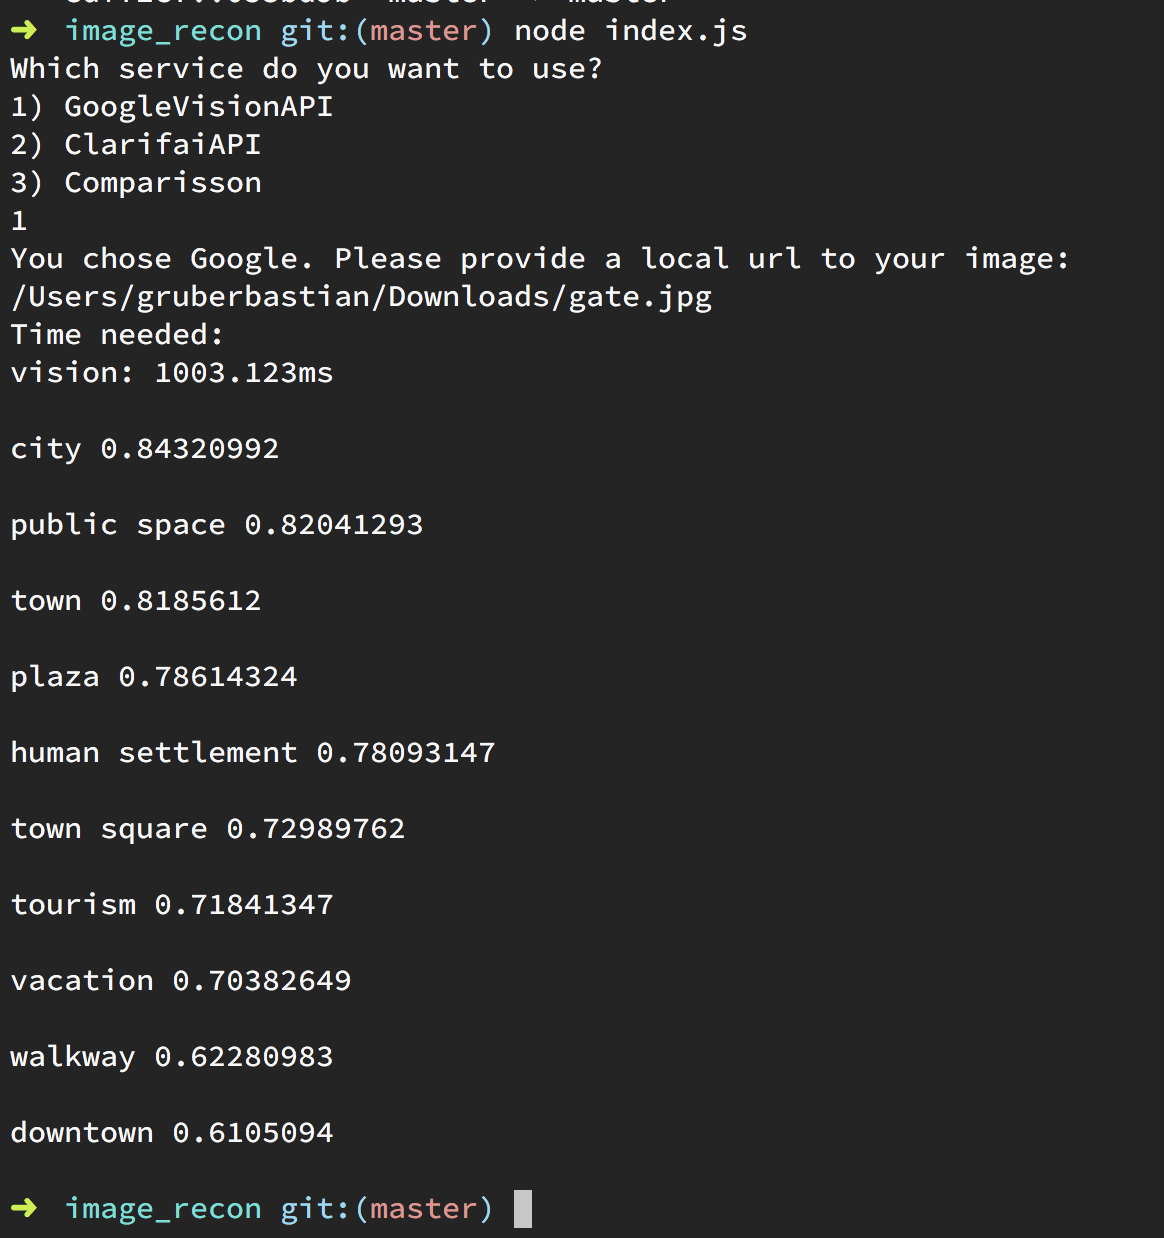 ➜ image_recon git:(master) node index.js
Which service do you want to use?
1) GoogleVisionAPI
2) ClarifaiAPI
3) Comparisson
1
You chose Google. Please provide a local url to your image:
/Users/gruberbastian/Downloads/gate.jpg
Time needed:
vision: 1003.123ms
city 0.84320992
public space 0.82041293
town 0.8185612
plaza 0.78614324
human settlement 0.78093147
town square 0.72989762
tourism 0.71841347
vacation 0.70382649
walkway 0.62280983
downtown 0.6105094
➜ image_recon git:(master)